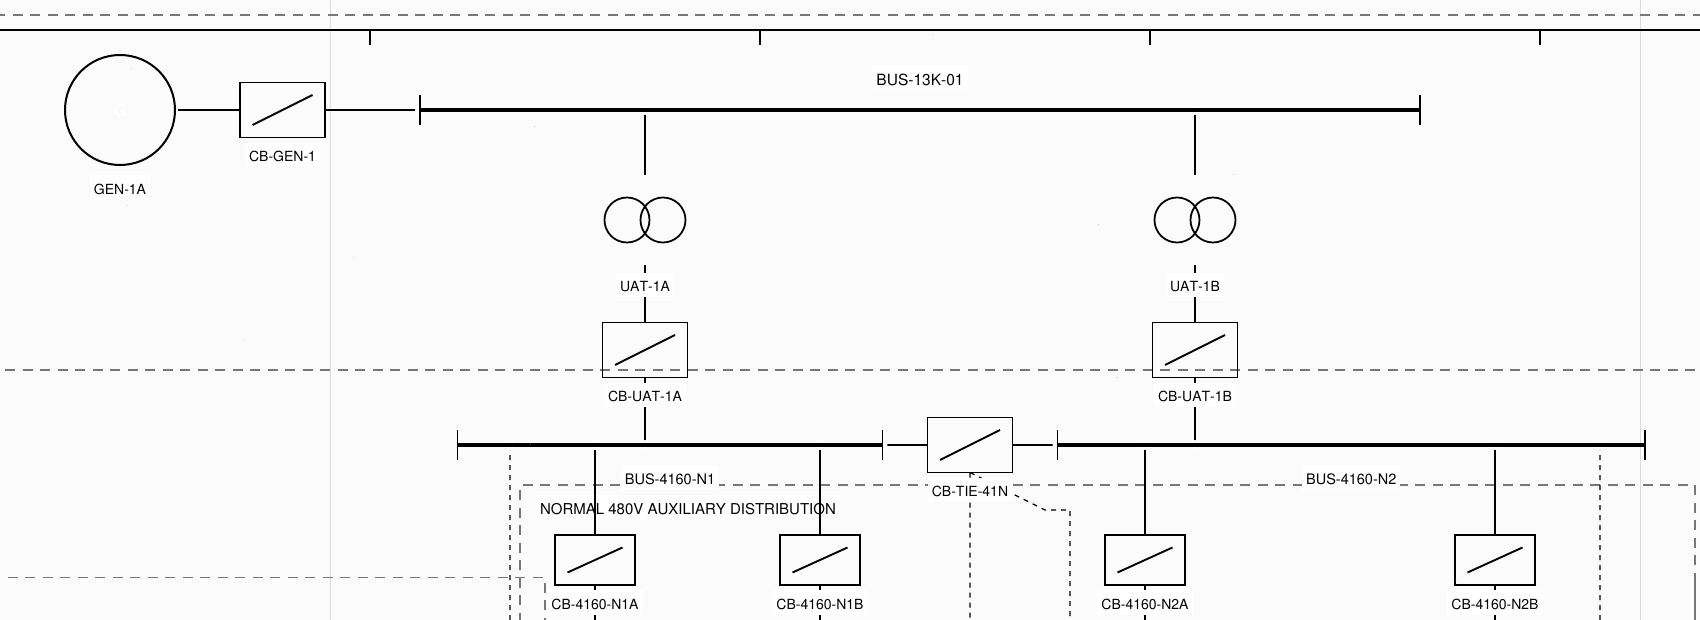 BUS-13K-01
CB-GEN-1
GEN-1A
UAT-1A
UAT-1B
CB-UAT-1A
CB-UAT-1B
BUS-4160-N1
BUS-4160-N2
CB-TIE-41N
NORMAL 480V AUXILIARY DISTRIBUTION
CB-4160-N1A
CB-4160-N1B
CB-4160-N2A
CB-4160-N2B